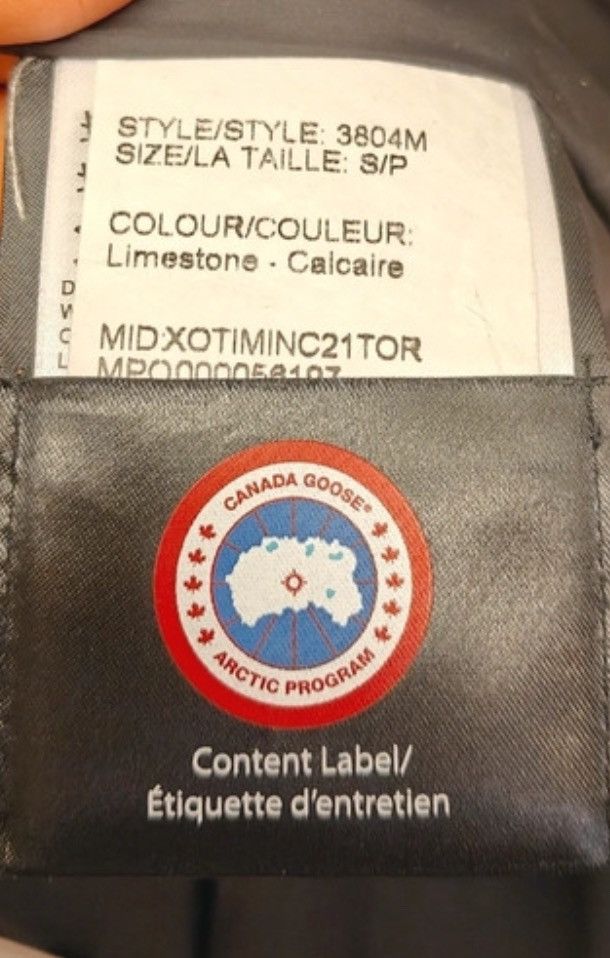 STYLE/STYLE: 3804M
SIZE/LA TAILLE: S/P
COLOUR/COULEUR:
Limestone - Calcaire
MID:XOTIMINC21TOR
MPO000056197
D
W
C
L
CANADA GOOSE®
ARCTIC PROGRAM
Content Label/
Étiquette d'entretien